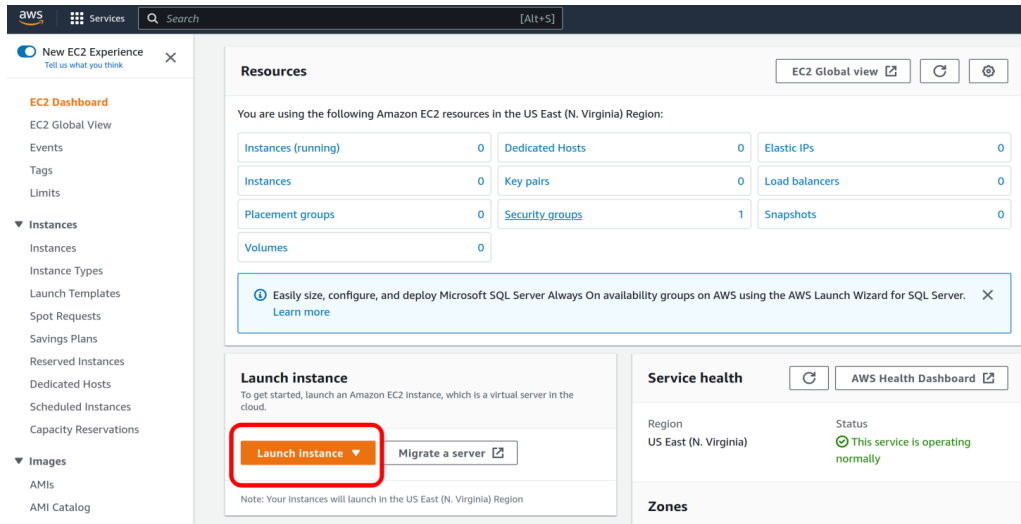 aws
Services
Search
[Alt+S]
New EC2 Experience
Tell us what you think
EC2 Dashboard
EC2 Global View
Events
Tags
Limits
Instances
Instances
Instance Types
Launch Templates
Spot Requests
Savings Plans
Reserved Instances
Dedicated Hosts
Scheduled Instances
Capacity Reservations
Images
AMIs
AMI Catalog
Resources
EC2 Global view
You are using the following Amazon EC2 resources in the US East (N. Virginia) Region:
Instances (running) 0
Dedicated Hosts 0
Elastic IPs 0
Instances 0
Key pairs 0
Load balancers 0
Placement groups 0
Security groups 1
Snapshots 0
Volumes 0
Easily size, configure, and deploy Microsoft SQL Server Always On availability groups on AWS using the AWS Launch Wizard for SQL Server.
Learn more
Launch instance
To get started, launch an Amazon EC2 instance, which is a virtual server in the
cloud.
Launch instance
Migrate a server
Note: Your instances will launch in the US East (N. Virginia) Region
Service health
AWS Health Dashboard
Region
US East (N. Virginia)
Status
This service is operating
normally
Zones